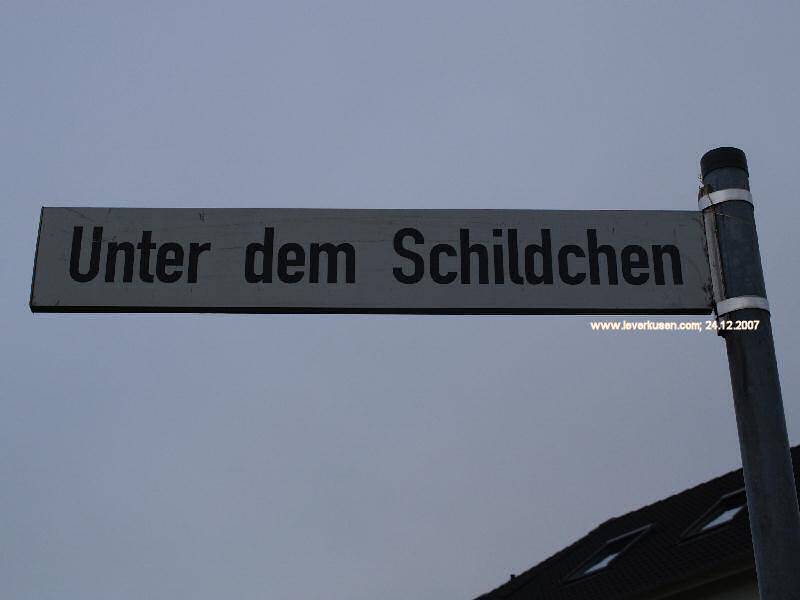 Unter dem Schildchen
www.leverkusen.com; 24.12.2007